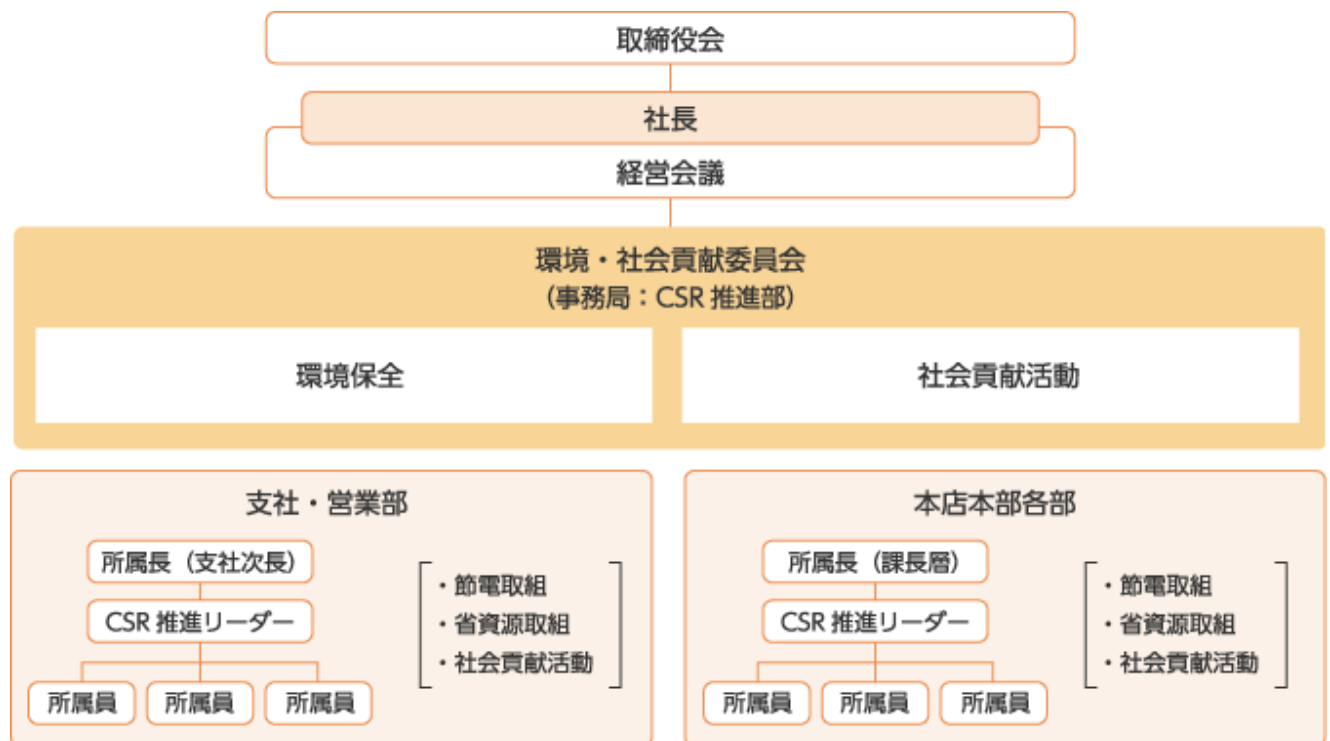 取締役会
社長
経営会議
環境・社会貢献委員会
(事務局:CSR 推進部)
環境保全
社会貢献活動
支社・営業部
所属長(支社次長)
CSR 推進リーダー
所属員 所属員 所属員
・節電取組
・省資源取組
・社会貢献活動
本店本部各部
所属長(課長層)
CSR 推進リーダー
所属員 所属員 所属員
・節電取組
・省資源取組
・社会貢献活動